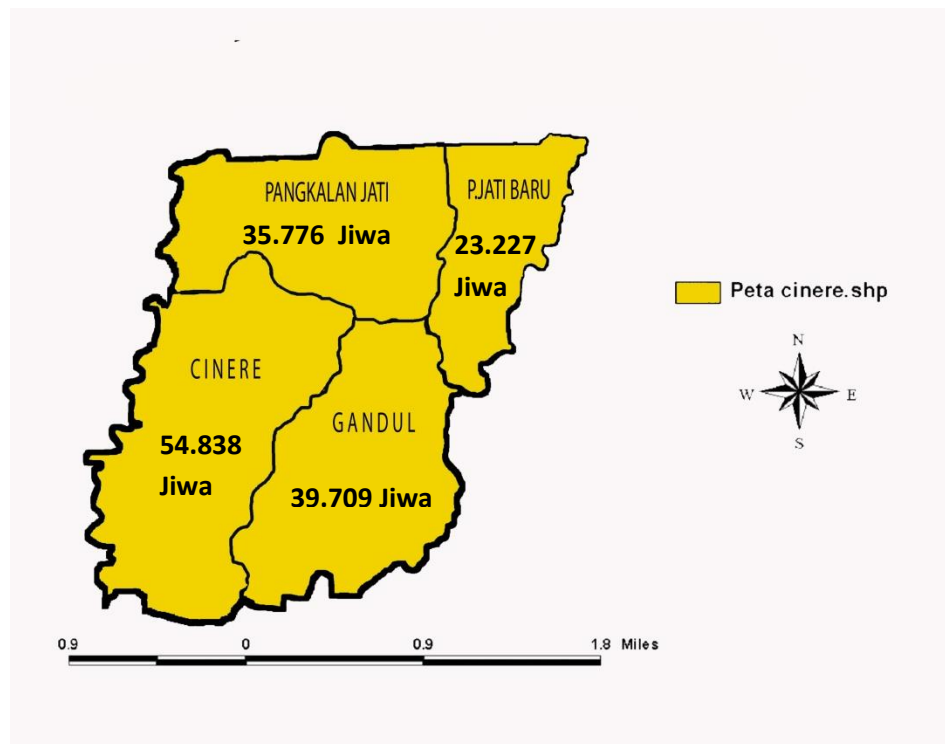 PANGKALAN JATI
35.776 Jiwa
P.JATI BARU
23.227
Jiwa
Peta cinere.shp
N
W E
S
CINERE
54.838
Jiwa
GANDUL
39.709 Jiwa
0.9 0 0.9 1.8 Miles